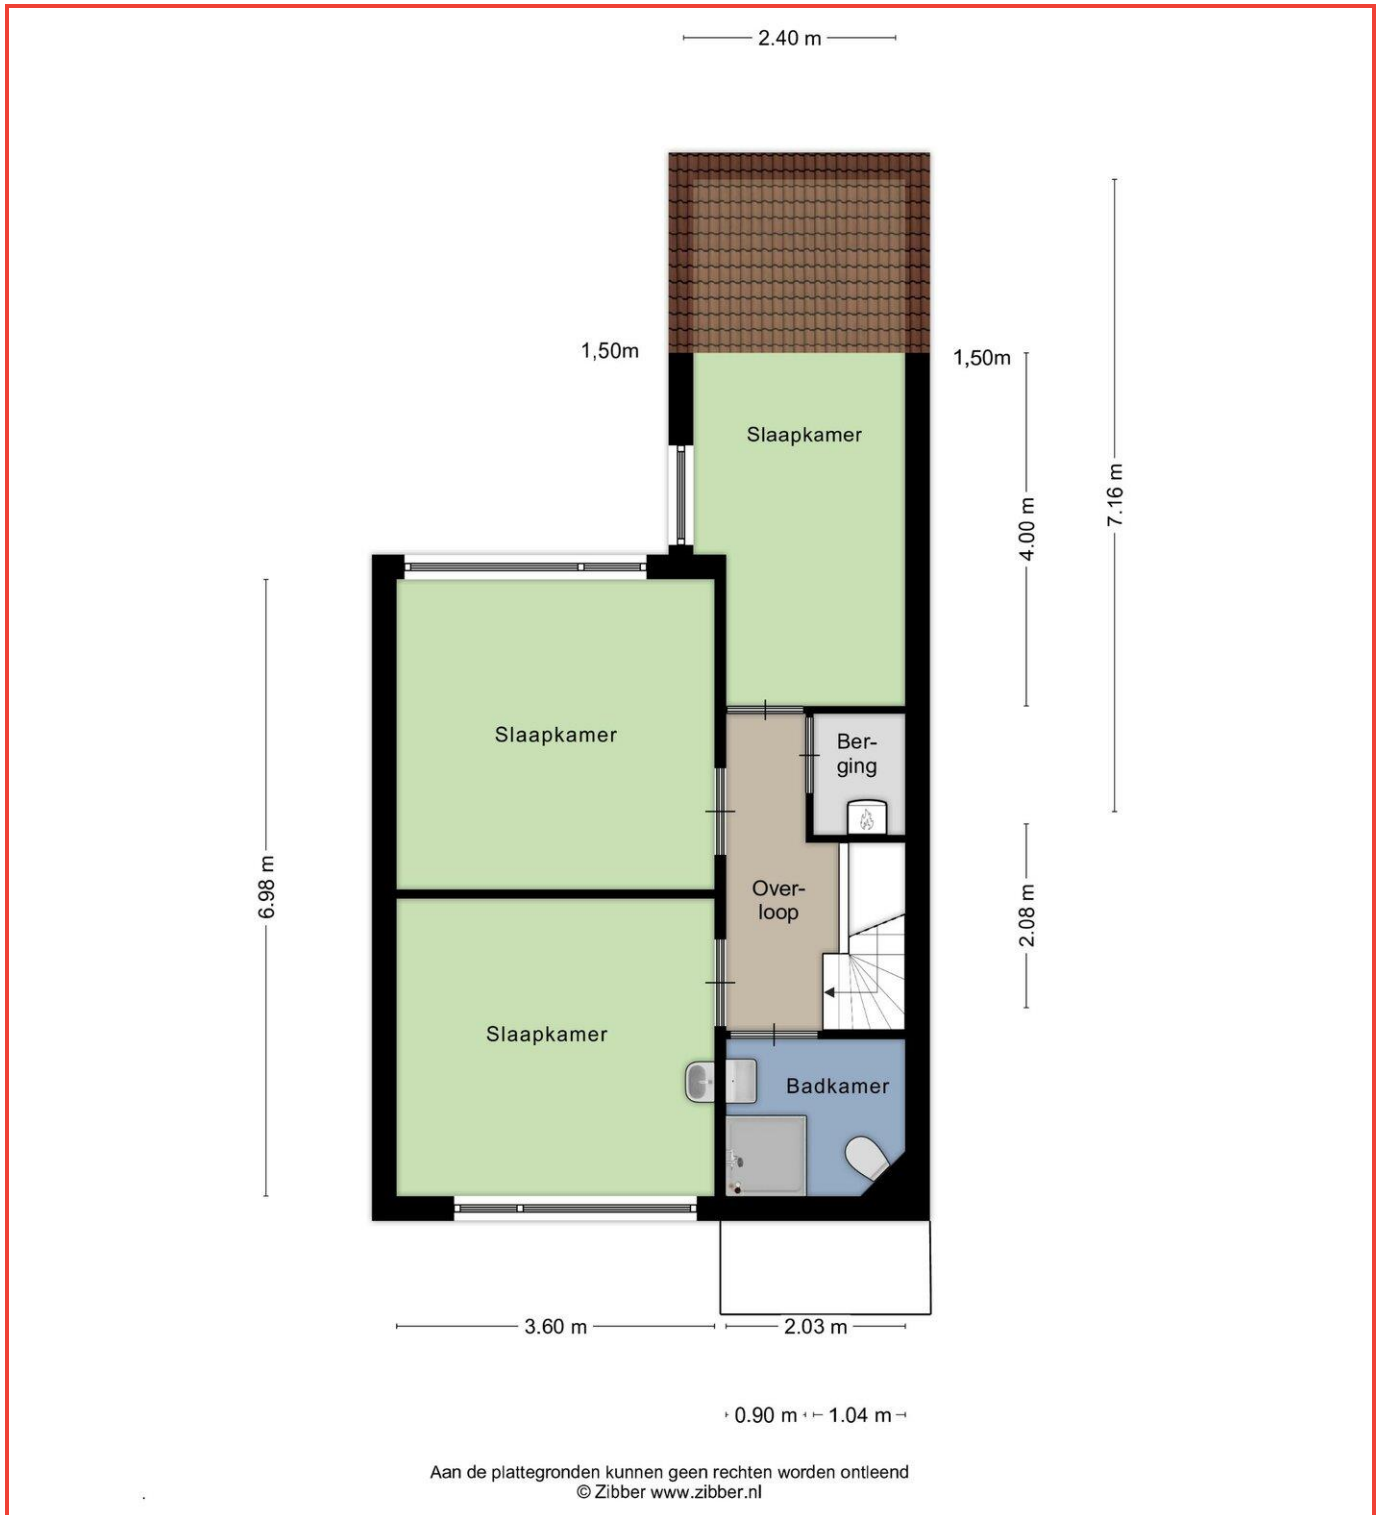 2.40 m
1,50m
1,50m
Slaapkamer
7.16 m
4.00 m
Slaapkamer
Ber-
ging
6.98 m
Over-
loop
2.08 m
Slaapkamer
Badkamer
3.60 m
2.03 m
0.90 m
1.04 m
Aan de plattegronden kunnen geen rechten worden ontleend
© Zibber www.zibber.nl